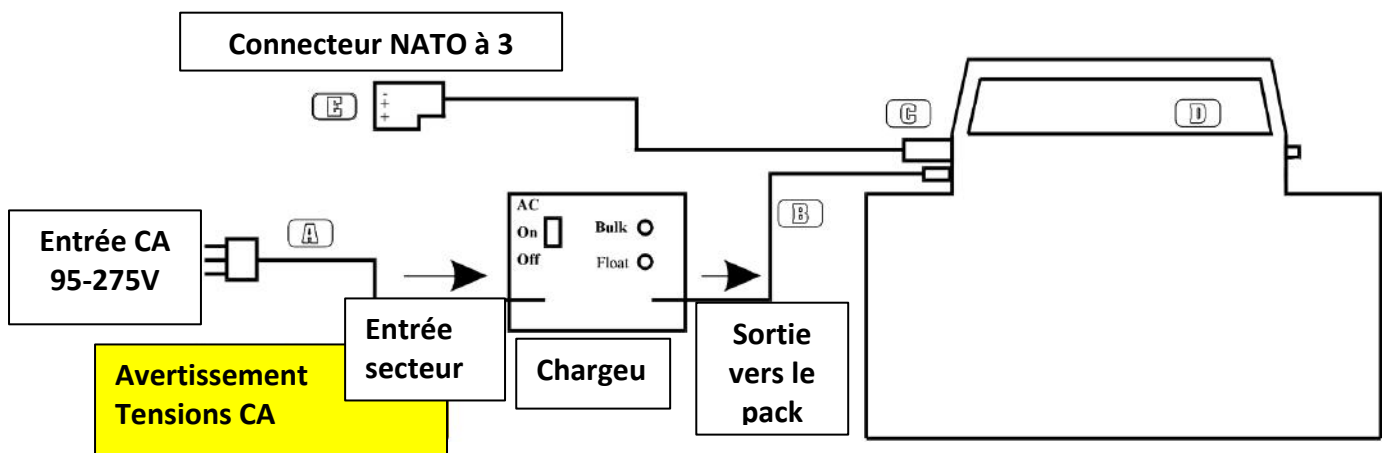 Connecteur NATO à 3
E
-
+
+
C
D
Entrée CA
95-275V
A
AC
On
Off
Bulk
Float
B
Entrée
secteur
Chargeu
Sortie
vers le
pack
Avertissement
Tensions CA